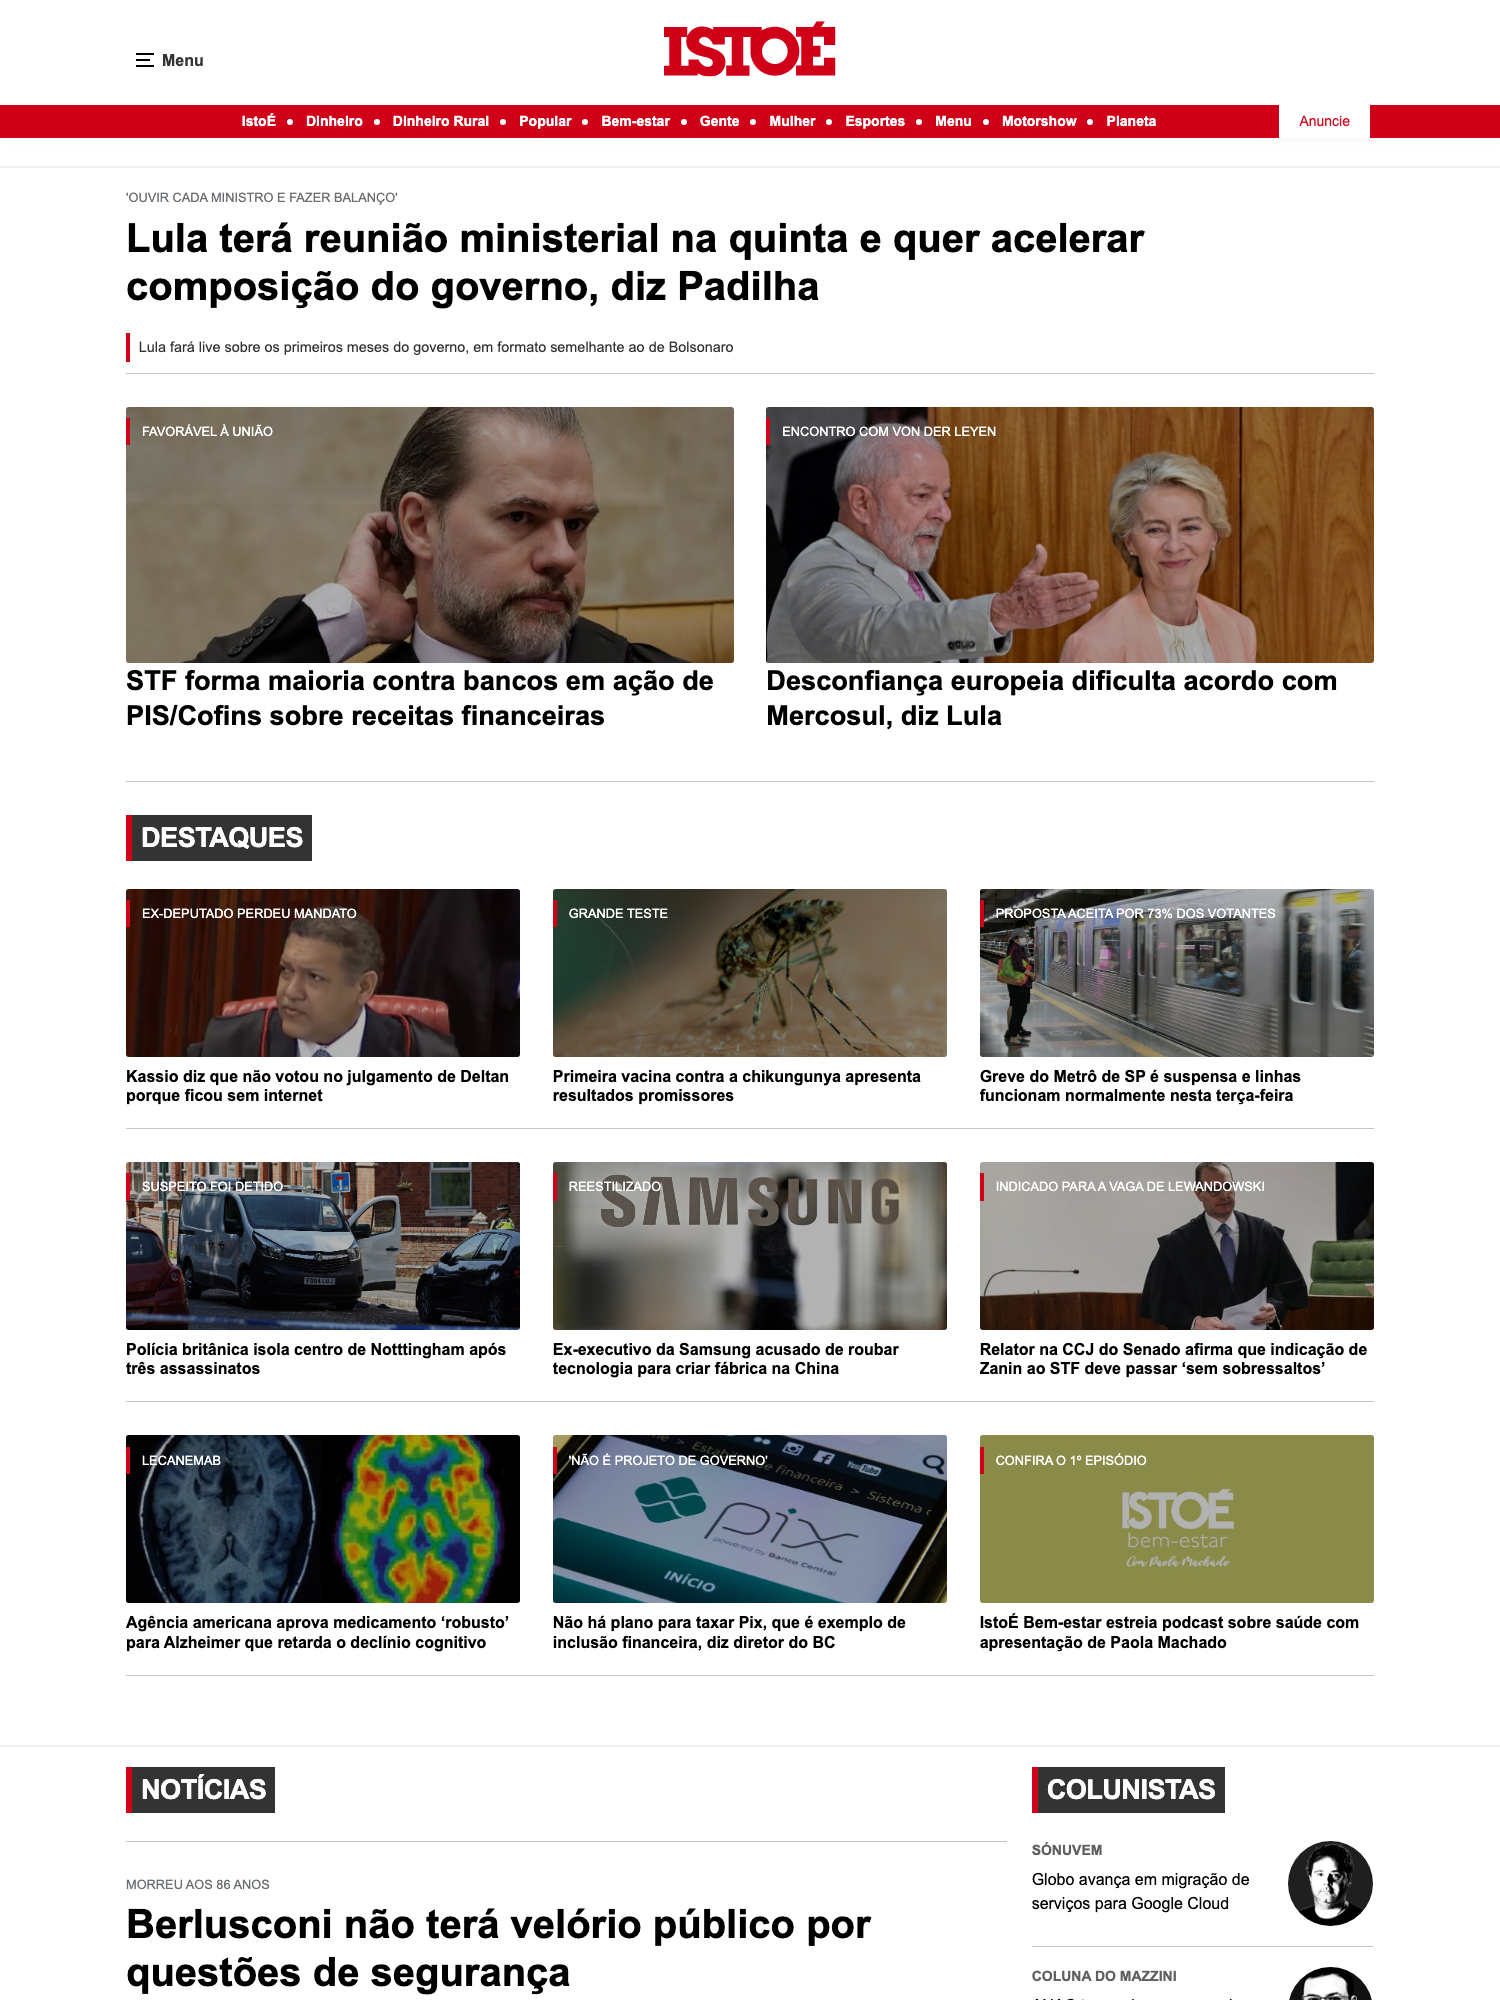 Menu
ISTOÉ
IstoÉ • Dinheiro • Dinheiro Rural • Popular • Bem-estar • Gente • Mulher • Esportes • Menu • Motorshow • Planeta
Anuncie
'OUVIR CADA MINISTRO E FAZER BALANÇO'
Lula terá reunião ministerial na quinta e quer acelerar
composição do governo, diz Padilha
Lula fará live sobre os primeiros meses do governo, em formato semelhante ao de Bolsonaro
FAVORÁVEL À UNIÃO
STF forma maioria contra bancos em ação de
PIS/Cofins sobre receitas financeiras
ENCONTRO COM VON DER LEYEN
Desconfiança europeia dificulta acordo com
Mercosul, diz Lula
DESTAQUES
EX-DEPUTADO PERDEU MANDATO
Kassio diz que não votou no julgamento de Deltan
porque ficou sem internet
GRANDE TESTE
Primeira vacina contra a chikungunya apresenta
resultados promissores
PROPOSTA ACEITA POR 73% DOS VOTANTES
Greve do Metrô de SP é suspensa e linhas
funcionam normalmente nesta terça-feira
SUSPEITO FOI DETIDO
Polícia britânica isola centro de Notttingham após
três assassinatos
REESTILIZADO
SAMSUNG
Ex-executivo da Samsung acusado de roubar
tecnologia para criar fábrica na China
INDICADO PARA A VAGA DE LEWANDOWSKI
Relator na CCJ do Senado afirma que indicação de
Zanin ao STF deve passar ‘sem sobressaltos’
LECANEMAB
Agência americana aprova medicamento ‘robusto’
para Alzheimer que retarda o declínio cognitivo
'NÃO É PROJETO DE GOVERNO'
YouTube
financeira > Sistema
pix
powered by Banco Central
INÍCIO
Não há plano para taxar Pix, que é exemplo de
inclusão financeira, diz diretor do BC
CONFIRA O 1º EPISÓDIO
ISTOÉ
bem-estar
Com Paola Machado
IstoÉ Bem-estar estreia podcast sobre saúde com
apresentação de Paola Machado
NOTÍCIAS
MORREU AOS 86 ANOS
Berlusconi não terá velório público por
questões de segurança
COLUNISTAS
SÓNUVEM
Globo avança em migração de
serviços para Google Cloud
COLUNA DO MAZZINI